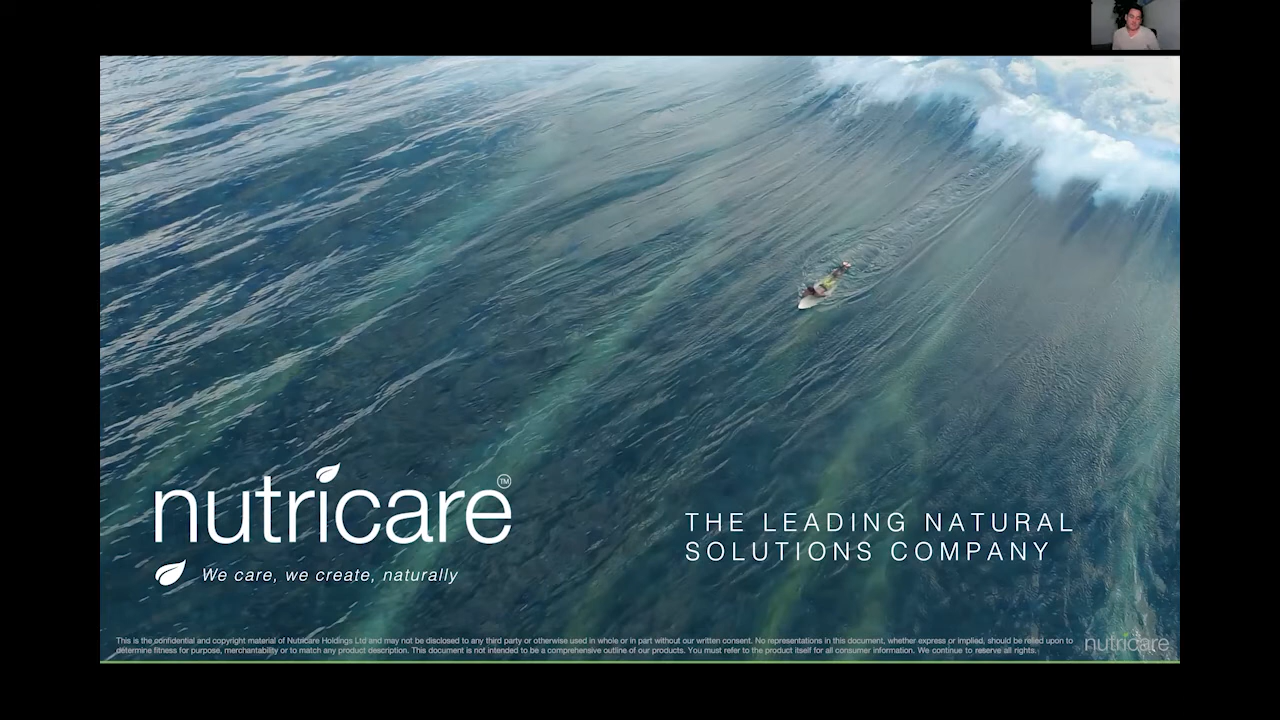 nutricare™
We care, we create, naturally
THE LEADING NATURAL
SOLUTIONS COMPANY
This is the confidential and copyright material of Nutricare Holdings Ltd and may not be disclosed to any third party or otherwise used in whole or in part without our written consent. No representations in this document, whether express or implied, should be relied upon to
determine fitness for purpose, merchantability or to match any product description. This document is not intended to be a comprehensive outline of our products. You must refer to the product itself for all consumer information. We continue to reserve all rights.
nutricare